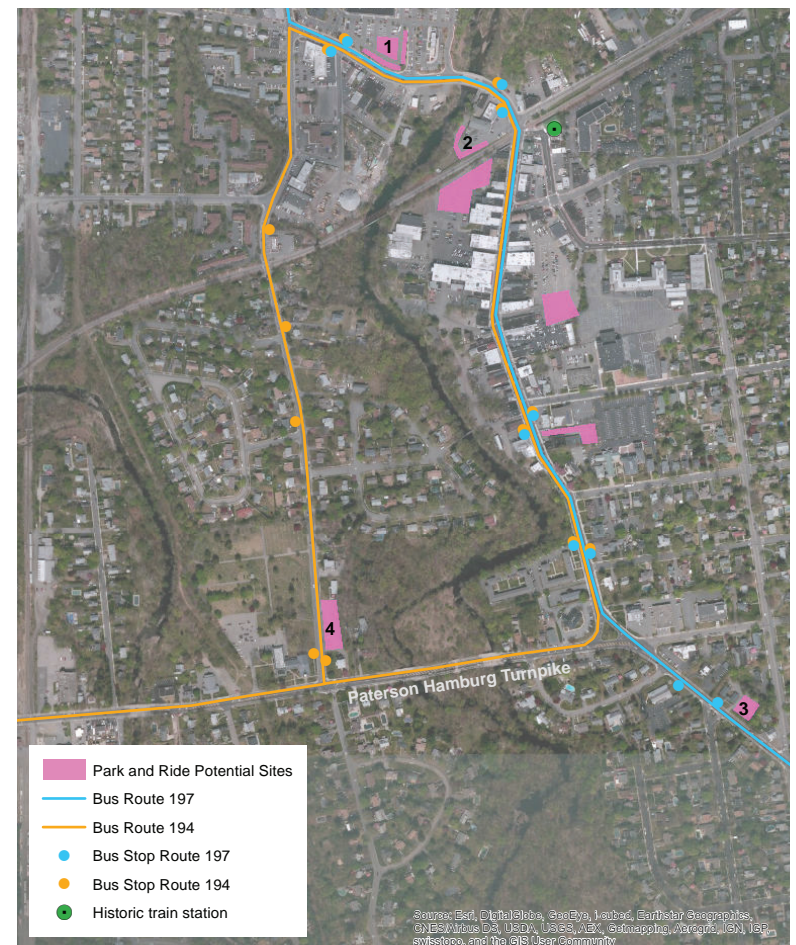 1
2
4
Paterson Hamburg Turnpike
3
Park and Ride Potential Sites
Bus Route 197
Bus Route 194
Bus Stop Route 197
Bus Stop Route 194
Historic train station
Source: Esri, DigitalGlobe, GeoEye, i-cubed, Earthstar Geographics,
CNES/Airbus DS, USDA, USGS, AEX, Getmapping, Aerogrid, IGN, IGP,
swisstopo, and the GIS User Community